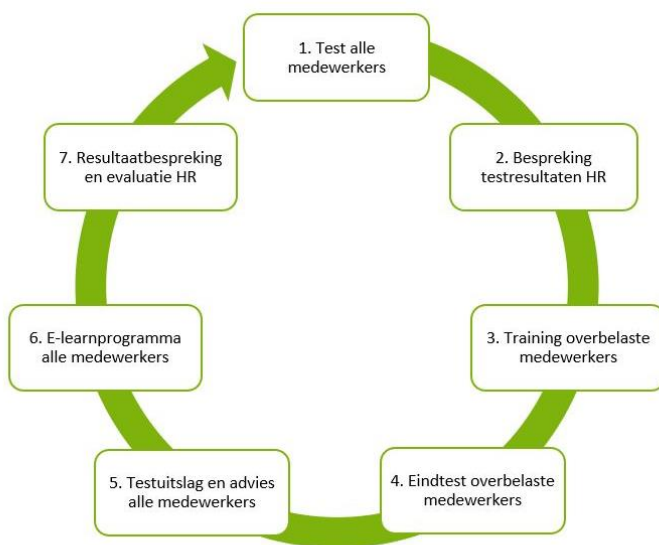 1. Test alle
medewerkers
2. Bespreking
testresultaten HR
3. Training overbelaste
medewerkers
4. Eindtest overbelaste
medewerkers
5. Testuitslag en advies
alle medewerkers
6. E-learnprogramma
alle medewerkers
7. Resultaatbespreking
en evaluatie HR